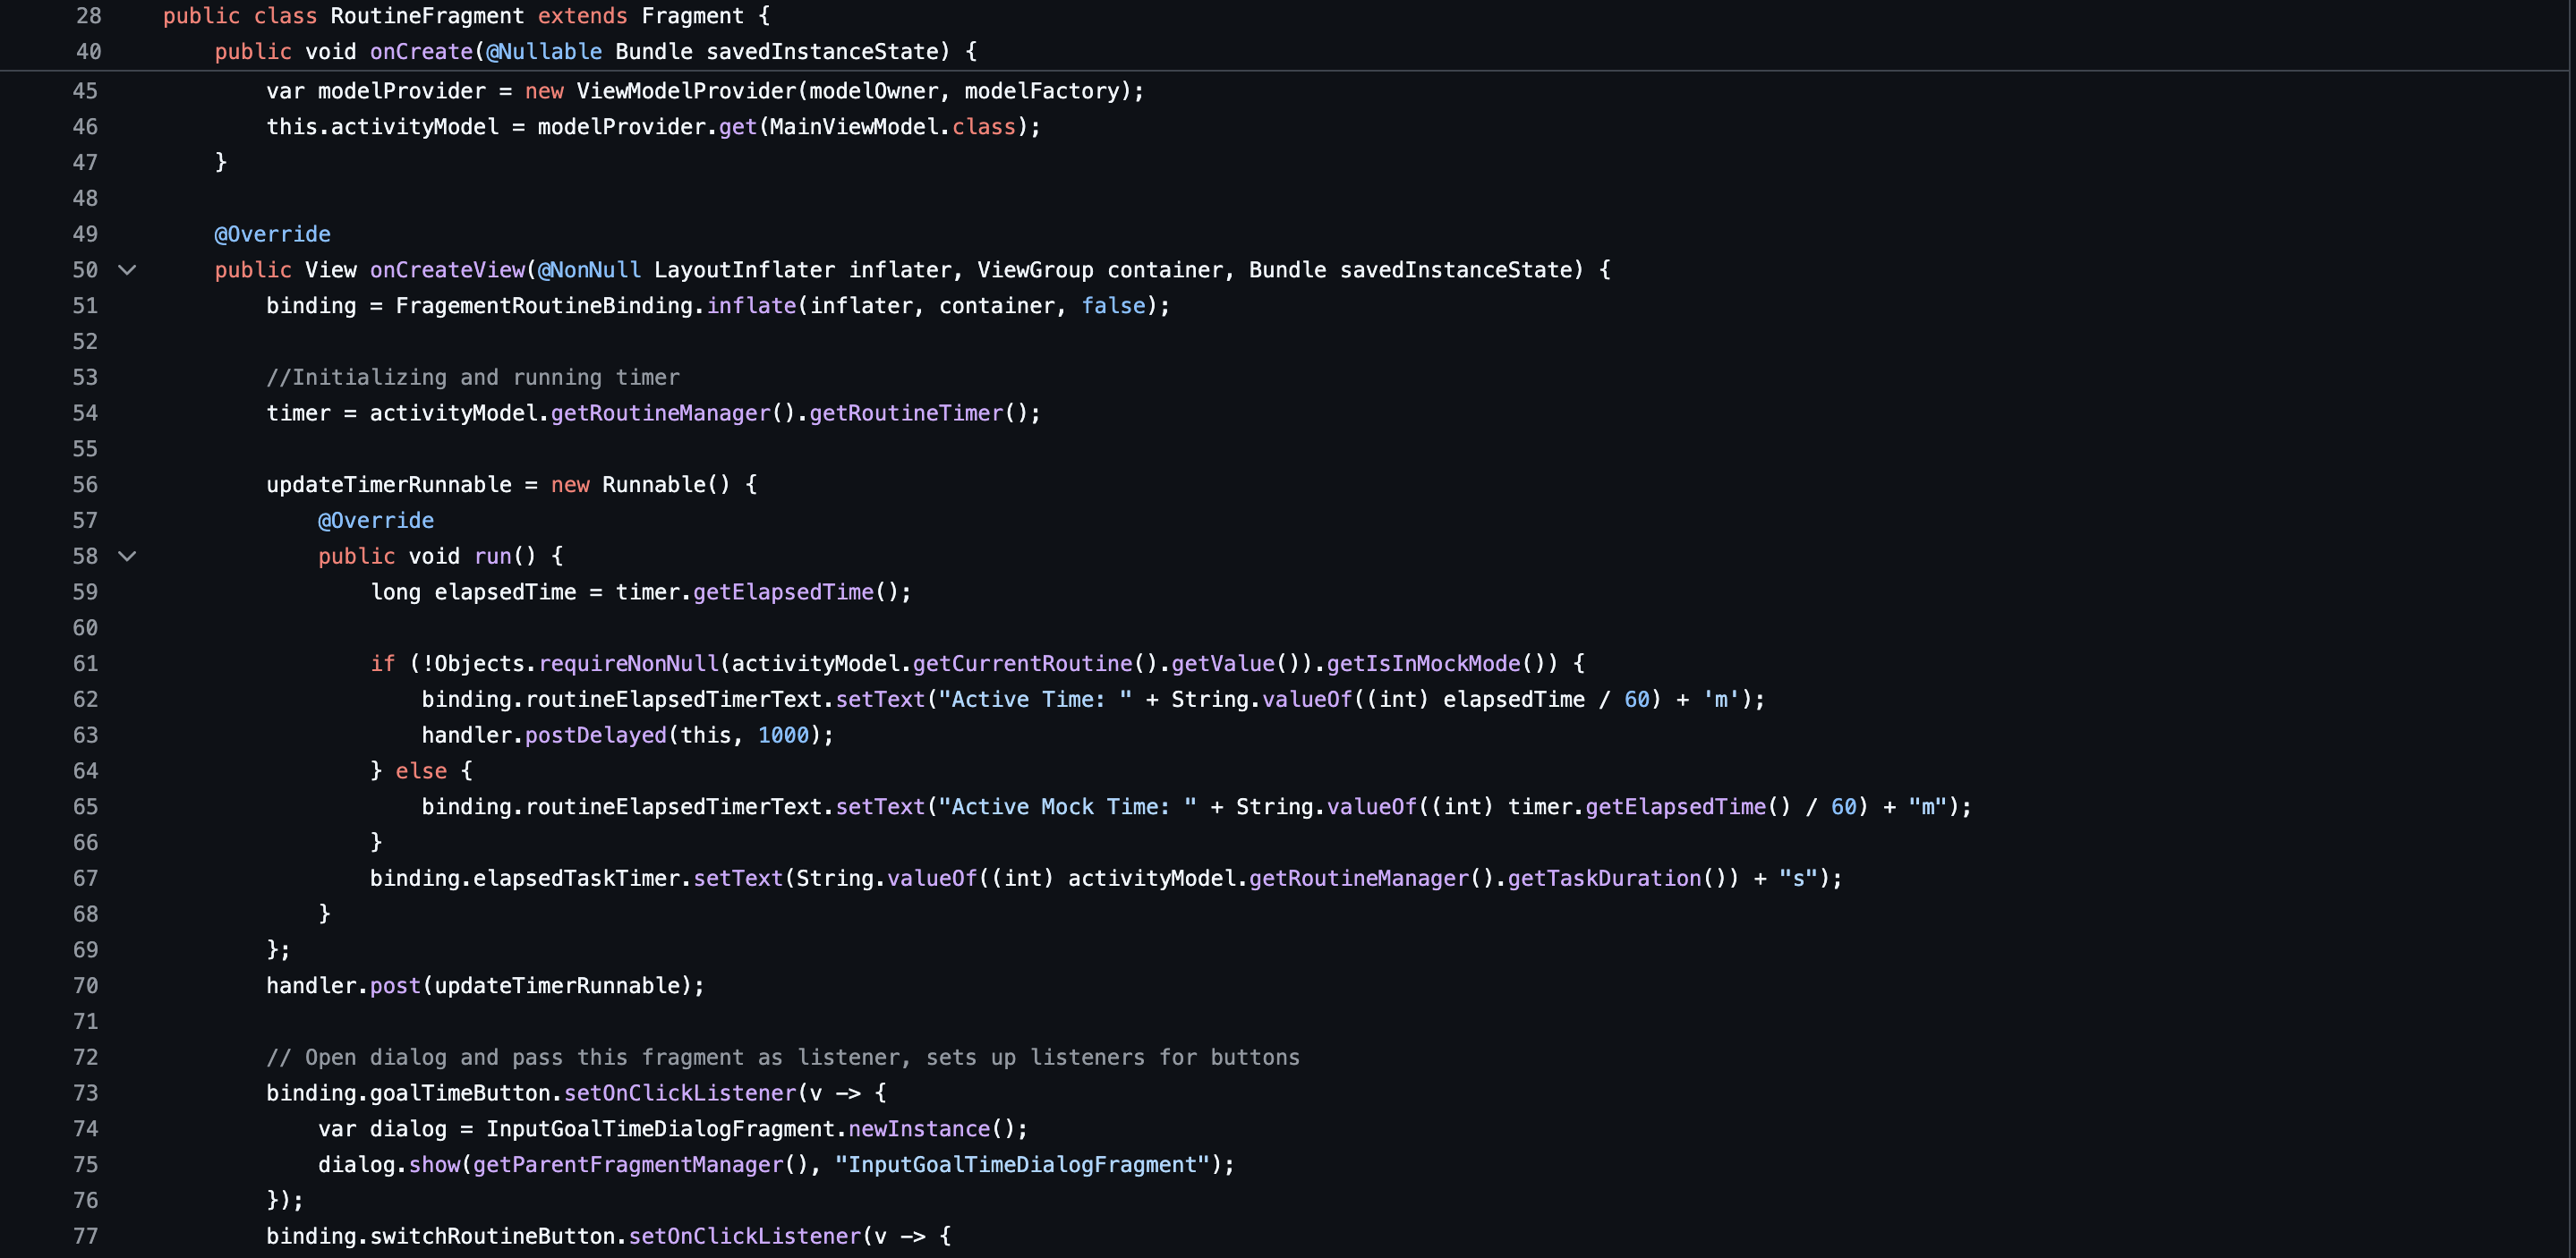 28 public class RoutineFragment extends Fragment {
40 public void onCreate(@Nullable Bundle savedInstanceState) {
45 var modelProvider = new ViewModelProvider(modelOwner, modelFactory);
46 this.activityModel = modelProvider.get(MainViewModel.class);
47 }
48
49 @Override
50 public View onCreateView(@NonNull LayoutInflater inflater, ViewGroup container, Bundle savedInstanceState) {
51 binding = FragementRoutineBinding.inflate(inflater, container, false);
52
53 //Initializing and running timer
54 timer = activityModel.getRoutineManager().getRoutineTimer();
55
56 updateTimerRunnable = new Runnable() {
57 @Override
58 public void run() {
59 long elapsedTime = timer.getElapsedTime();
60
61 if (!Objects.requireNonNull(activityModel.getCurrentRoutine().getValue()).getIsInMockMode()) {
62 binding.routineElapsedTimerText.setText("Active Time: " + String.valueOf((int) elapsedTime / 60) + 'm');
63 handler.postDelayed(this, 1000);
64 } else {
65 binding.routineElapsedTimerText.setText("Active Mock Time: " + String.valueOf((int) timer.getElapsedTime() / 60) + "m");
66 }
67 binding.elapsedTaskTimer.setText(String.valueOf((int) activityModel.getRoutineManager().getTaskDuration()) + "s");
68 }
69 };
70 handler.post(updateTimerRunnable);
71
72 // Open dialog and pass this fragment as listener, sets up listeners for buttons
73 binding.goalTimeButton.setOnClickListener(v -> {
74 var dialog = InputGoalTimeDialogFragment.newInstance();
75 dialog.show(getParentFragmentManager(), "InputGoalTimeDialogFragment");
76 });
77 binding.switchRoutineButton.setOnClickListener(v -> {